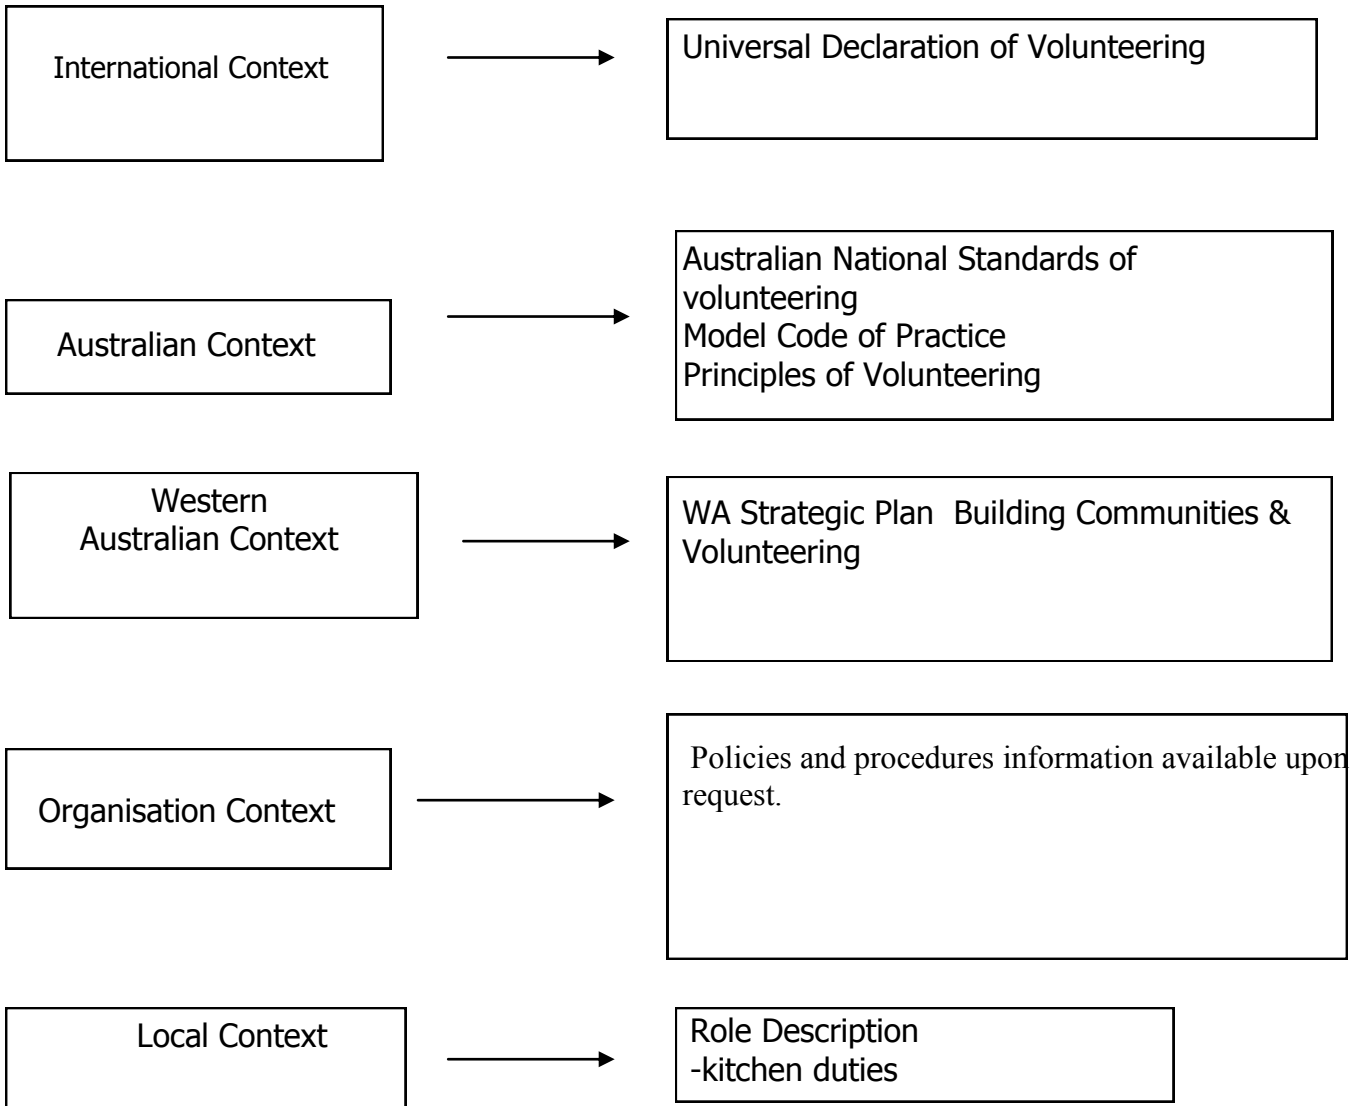 International Context
Universal Declaration of Volunteering
Australian Context
Australian National Standards of
volunteering
Model Code of Practice
Principles of Volunteering
Western
Australian Context
WA Strategic Plan  Building Communities &
Volunteering
Organisation Context
Policies and procedures information available upon
request.
Local Context
Role Description
-kitchen duties